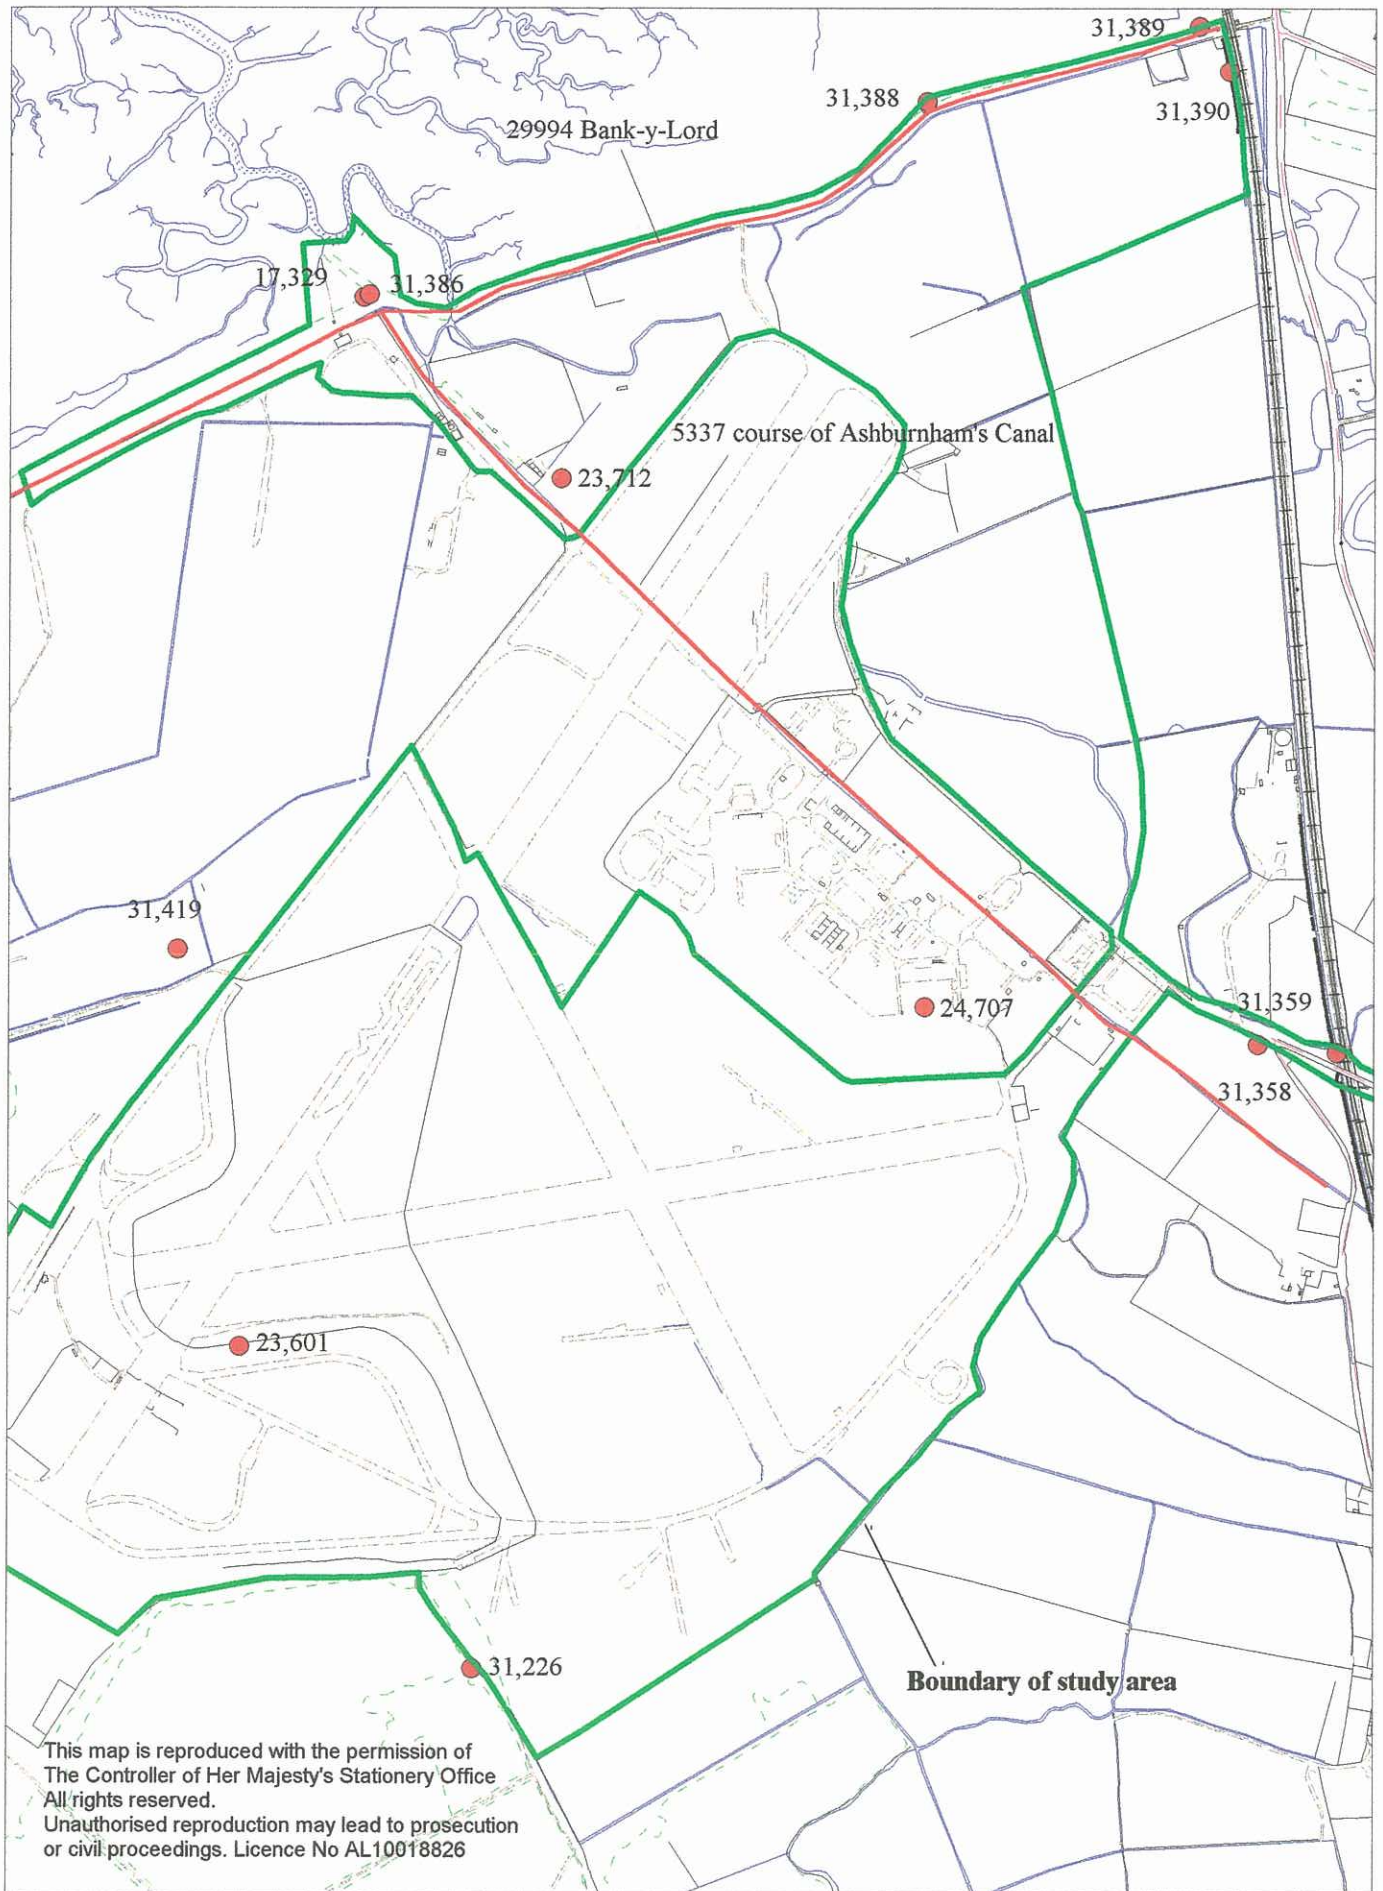 31,389
31,388
31,390
29994 Bank-y-Lord
17,329
31,386
5337 course of Ashburnham's Canal
23,712
31,419
31,359
24,707
31,358
23,601
31,226
Boundary of study area
This map is reproduced with the permission of
The Controller of Her Majesty's Stationery Office
All rights reserved.
Unauthorised reproduction may lead to prosecution
or civil proceedings. Licence No AL10018826